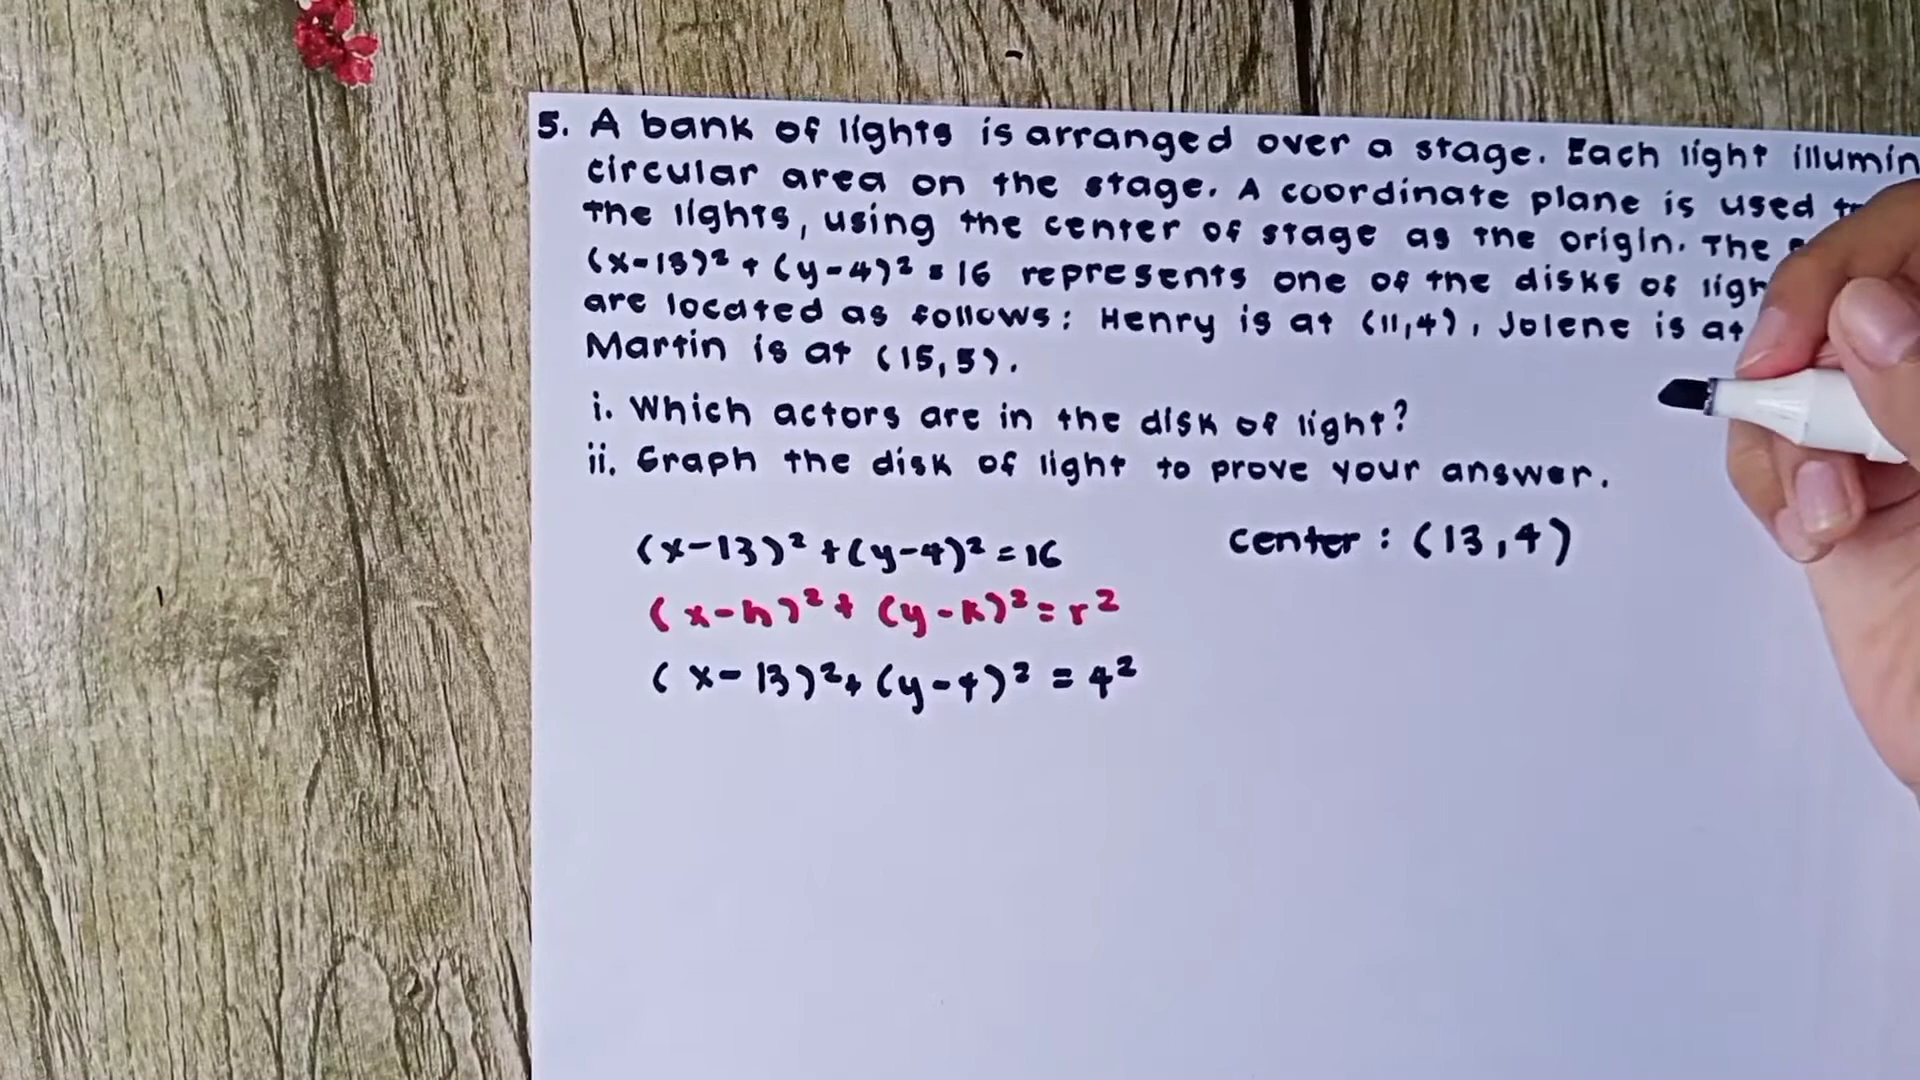 5. A bank of lights is arranged over a stage. Each light
circular area on the stage. A coordinate plane is used
the lights, using the center of stage as the origin. The
(x-13)² + (y-4)² = 16 represents one of the disks of
are located as follows: Henry is at (11,4), Jolene is at
Martin is at (15,5).
i. Which actors are in the disk of light?
ii. Graph the disk of light to prove your answer.
(x-13)² + (y-4)² = 16
center : (13,4)
(x-h)² + (y-k)² = r²
(x-13)² + (y-4)² = 4²